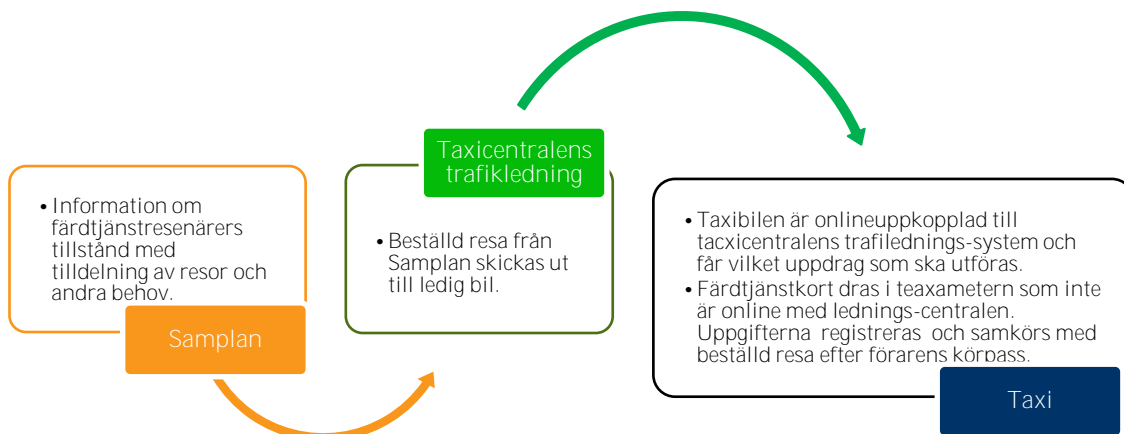 • Information om
färdtjänstresenärers
tillstånd med
tilldelning av resor och
andra behov.
Samplan
Taxicentralens
trafikledning
• Beställd resa från
Samplan skickas ut
till ledig bil.
• Taxibilen är onlineuppkopplad till
tacxicentralens trafilednings-system och
får vilket uppdrag som ska utföras.
• Färdtjänstkort dras i teaxametern som inte
är online med lednings-centralen.
Uppgifterna registreras och samkörs med
beställd resa efter förarens körpass.
Taxi